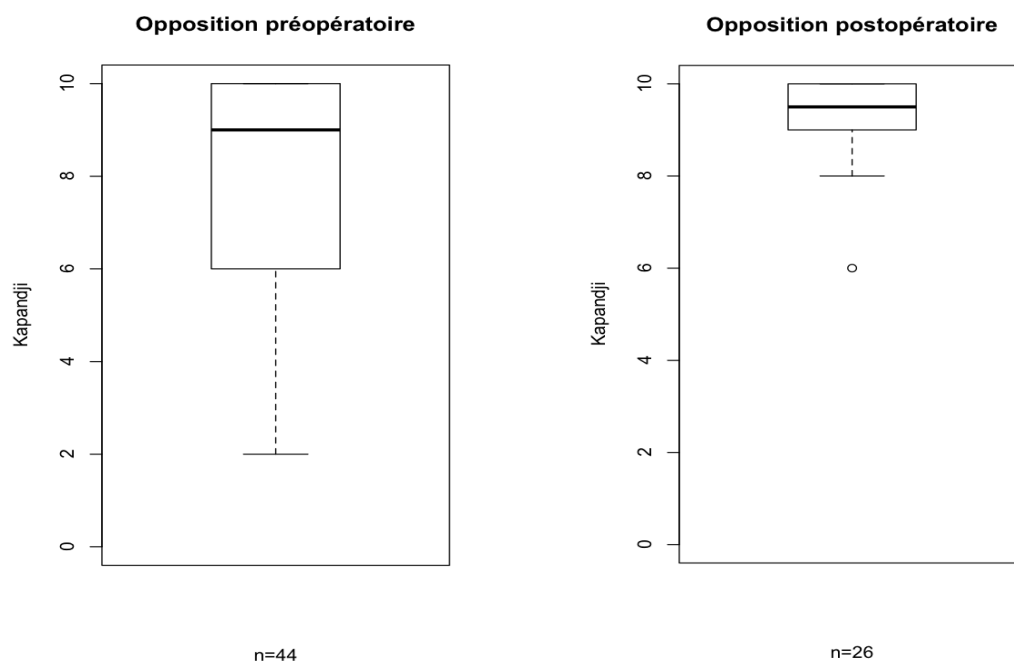 Opposition préopératoire
10
8
6
4
2
0
Kapandji
n=44
Opposition postopératoire
10
8
6
4
2
0
Kapandji
n=26